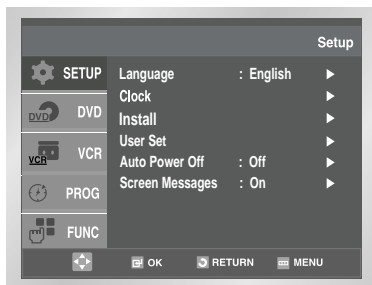 Setup
SETUP
Language : English ►
Clock ►
Install ►
User Set ►
Auto Power Off : Off ►
Screen Messages : On ►
DVD DVD
VCR VCR
PROG
FUNC
OK RETURN MENU